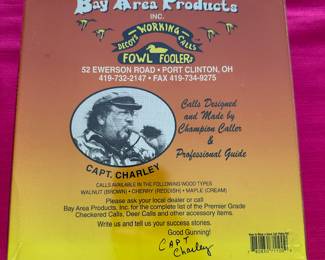 Bay Area Products
INC.
DECOYS WORKING CALLS
FOWL FOOLERS
52 EWERSON ROAD • PORT CLINTON, OH
419-732-2147 • FAX 419-734-9275
Calls Designed
and Made by
Champion Caller
&
Professional Guide
CAPT. CHARLEY
CALLS AVAILABLE IN THE FOLLOWING WOOD TYPES
WALNUT (BROWN) • CHERRY (REDDISH) • MAPLE (CREAM)
Please ask your local dealer or call
Bay Area Products, Inc. for complete list of the Premier Grade
Checkered Calls, Deer Calls and other accessory items.
Write us and tell us your success stories.
Good Gunning!
CAPT
Charley